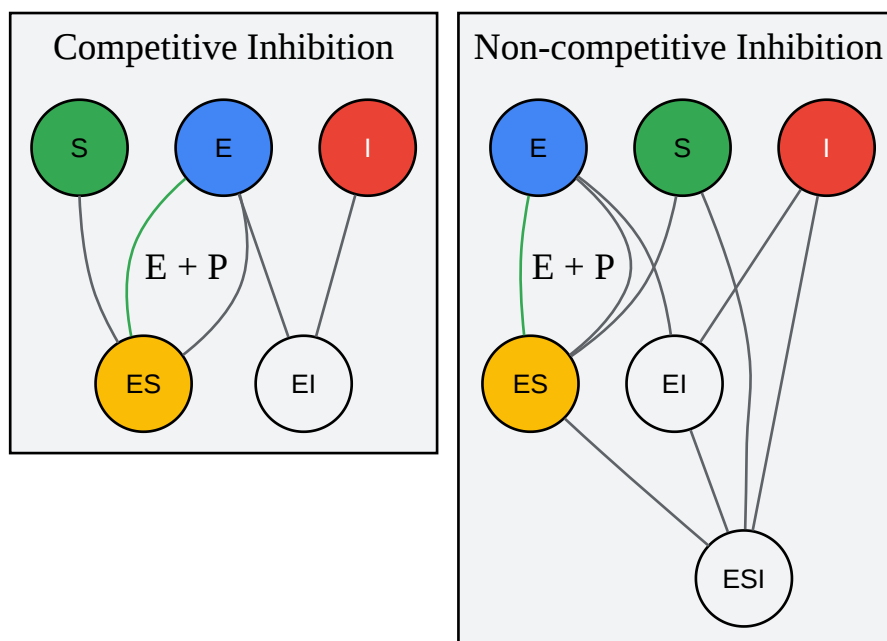 Competitive Inhibition
S
E
I
E + P
ES
EI
Non-competitive Inhibition
E
S
I
E + P
ES
EI
ESI